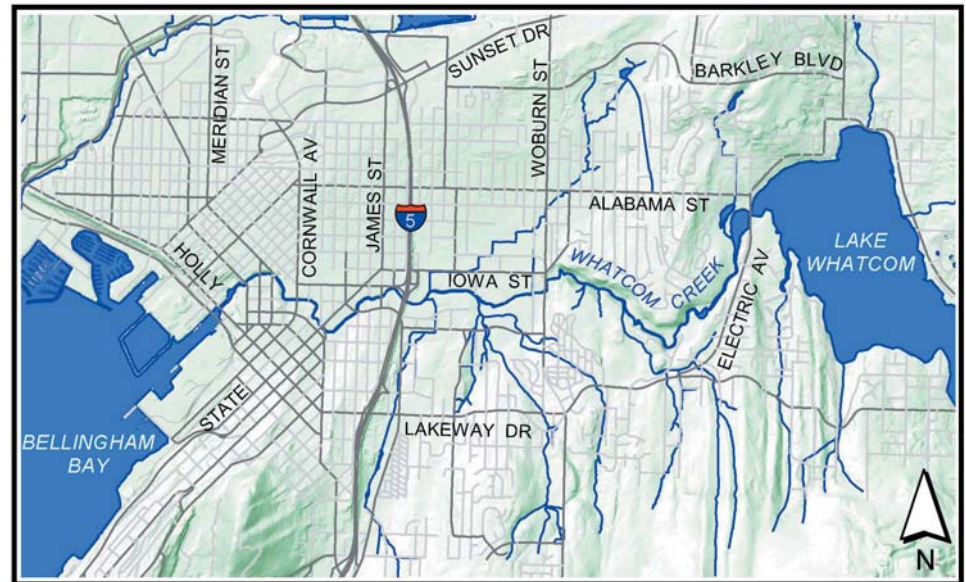 MERIDIAN ST
CORNWALL AV
JAMES ST
SUNSET DR
WOBURN ST
BARKLEY BLVD
ALABAMA ST
5
HOLLY
IOWA ST
WHATCOM CREEK
LAKE
WHATCOM
ELECTRIC AV
STATE
LAKEWAY DR
BELLINGHAM
BAY
N